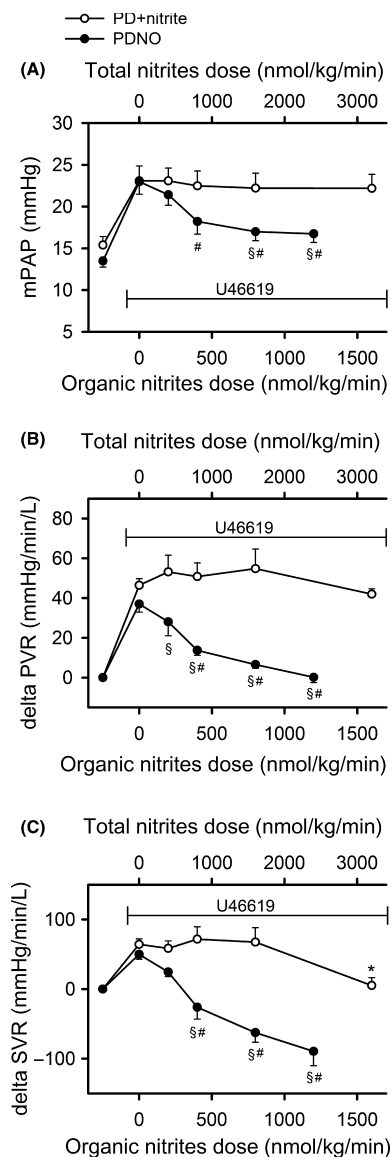 PD+nitrite
PDNO
(A)
Total nitrites dose (nmol/kg/min)
0 1000 2000 3000
mPAP (mmHg)
30
25
20
15
10
5
# §# §#
U46619
0 500 1000 1500
Organic nitrites dose (nmol/kg/min)
(B)
Total nitrites dose (nmol/kg/min)
0 1000 2000 3000
delta PVR (mmHg/min/L)
80
60
40
20
0
U46619
§ §# §# §#
0 500 1000 1500
Organic nitrites dose (nmol/kg/min)
(C)
Total nitrites dose (nmol/kg/min)
0 1000 2000 3000
delta SVR (mmHg/min/L)
100
0
−100
U46619
*
§# §# §#
0 500 1000 1500
Organic nitrites dose (nmol/kg/min)